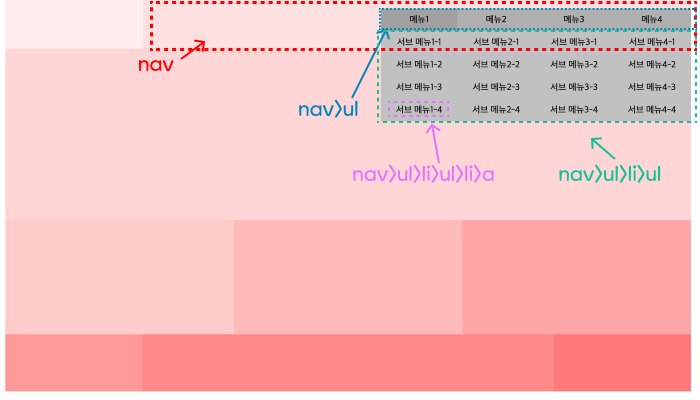 메뉴1 메뉴2 메뉴3 메뉴4
서브 메뉴1-1 서브 메뉴2-1 서브 메뉴3-1 서브 메뉴4-1
nav
서브 메뉴1-2 서브 메뉴2-2 서브 메뉴3-2 서브 메뉴4-2
서브 메뉴1-3 서브 메뉴2-3 서브 메뉴3-3 서브 메뉴4-3
nav>ul
서브 메뉴1-4 서브 메뉴2-4 서브 메뉴3-4 서브 메뉴4-4
nav>ul>li>ul>li>a
nav>ul>li>ul